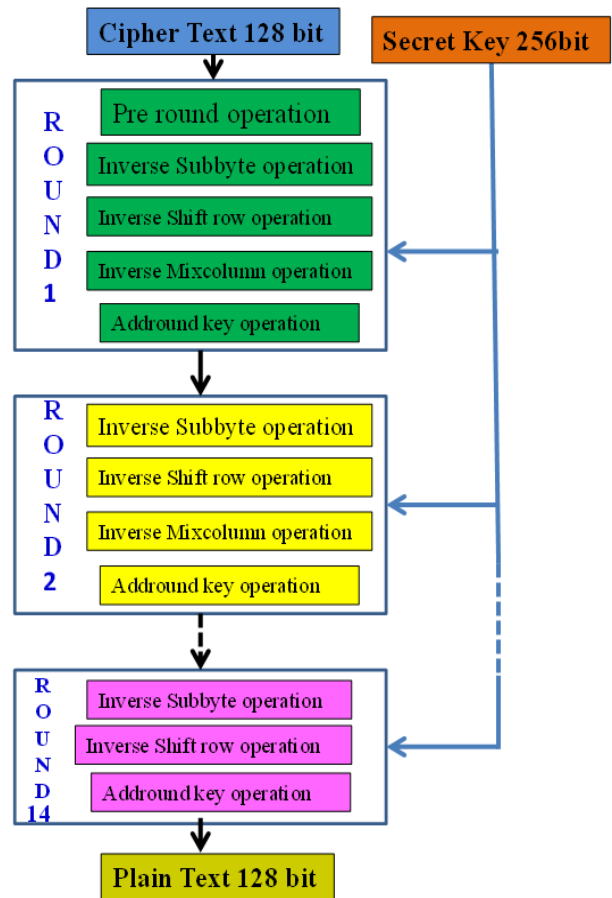 Cipher Text 128 bit
Secret Key 256bit
ROUND 1
Pre round operation
Inverse Subbyte operation
Inverse Shift row operation
Inverse Mixcolumn operation
Addround key operation
ROUND 2
Inverse Subbyte operation
Inverse Shift row operation
Inverse Mixcolumn operation
Addround key operation
ROUND 14
Inverse Subbyte operation
Inverse Shift row operation
Addround key operation
Plain Text 128 bit